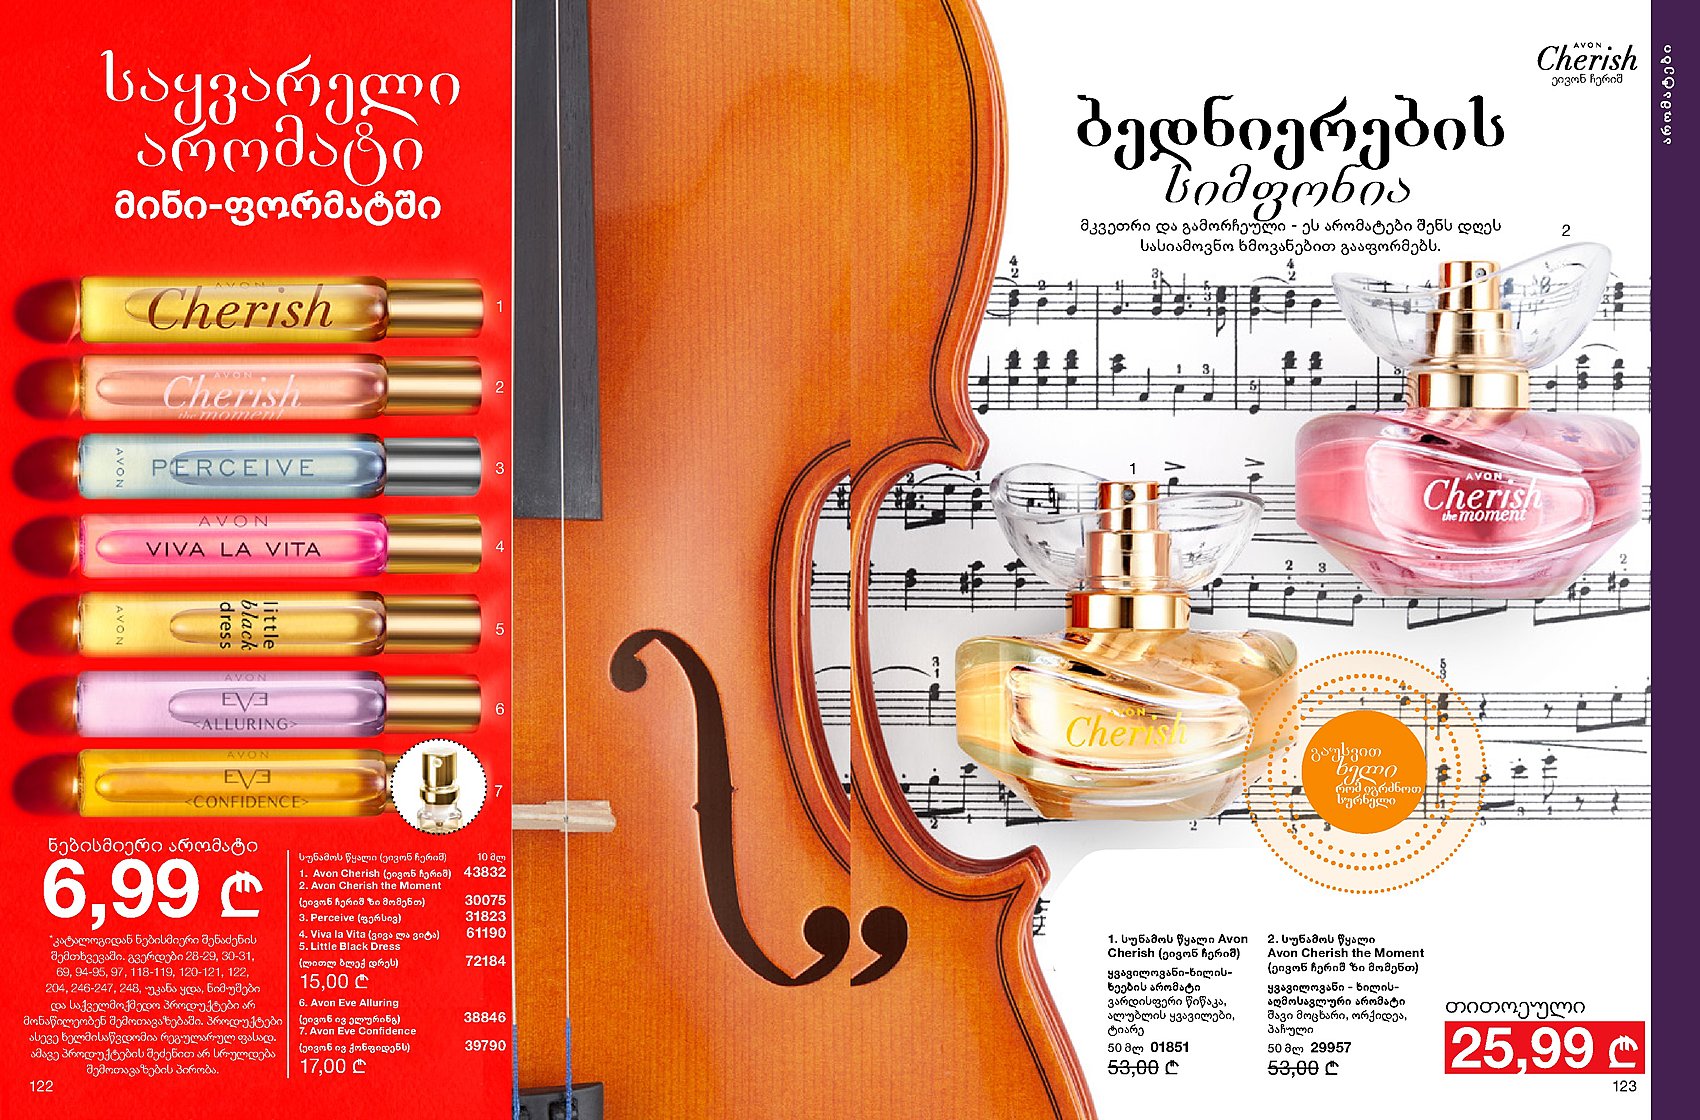 საყვარელი
არომატი
მინი-ფორმატში
AVON
Cherish
1
AVON
Cherish
the moment
2
AVON
PERCEIVE
3
AVON
VIVA LA VITA
4
AVON
little
black
dress
5
AVON
EVE
<ALLURING>
6
AVON
EVE
<CONFIDENCE>
7
ნებისმიერი არომატი
6,99 ₾
*კატალოგიდან ნებისმიერი შენაძენის
შემთხვევაში. გვერდები 28-29, 30-31,
69, 94-95, 97, 118-119, 120-121, 122,
204, 246-247, 248, უკანა ყდა, ნიმუშები
და საქველმოქმედო პროდუქტები არ
მონაწილეობენ შემოთავაზებაში. პროდუქტები
ასევე ხელმისაწვდომია რეგულარულ ფასად.
ამავე პროდუქტების შეძენით არ სრულდება
შემოთავაზების პირობა.
სუნამოს წყალი (ეივონ ჩერიშ) 10 მლ
1. Avon Cherish (ეივონ ჩერიშ) 43832
2. Avon Cherish the Moment
(ეივონ ჩერიშ ზი მომენთ) 30075
3. Perceive (ფერსივ) 31823
4. Viva la Vita (ვივა ლა ვიტა) 61190
5. Little Black Dress
(ლითლ ბლექ დრეს) 72184
15,00 ₾
6. Avon Eve Alluring
(ეივონ ივ ელურინგ) 38846
7. Avon Eve Confidence
(ეივონ ივ ქონფიდენს) 39790
17,00 ₾
122
AVON
Cherish
ეივონ ჩერიშ
არომატები
ბედნიერების
სიმფონია
მკვეთრი და გამორჩეული - ეს არომატები შენს დღეს
სასიამოვნო ხმოვანებით გააფორმებს.
2
AVON
Cherish
the moment
1
AVON
Cherish
გაუსვით
ხელი
რომ იგრძნოთ
სურნელი
1. სუნამოს წყალი Avon
Cherish (ეივონ ჩერიშ)
ყვავილოვანი-ხილის-
ხეების არომატი
ვარდისფერი წიწაკა,
ალუბლის ყვავილები,
ტიარე
50 მლ 01851
53,00 ₾
2. სუნამოს წყალი
Avon Cherish the Moment
(ეივონ ჩერიშ ზი მომენთ)
ყვავილოვანი - ხილის-
აღმოსავლური არომატი
შავი მოცხარი, ორქიდეა,
პაჩული
50 მლ 29957
53,00 ₾
თითოეული
25,99 ₾
123